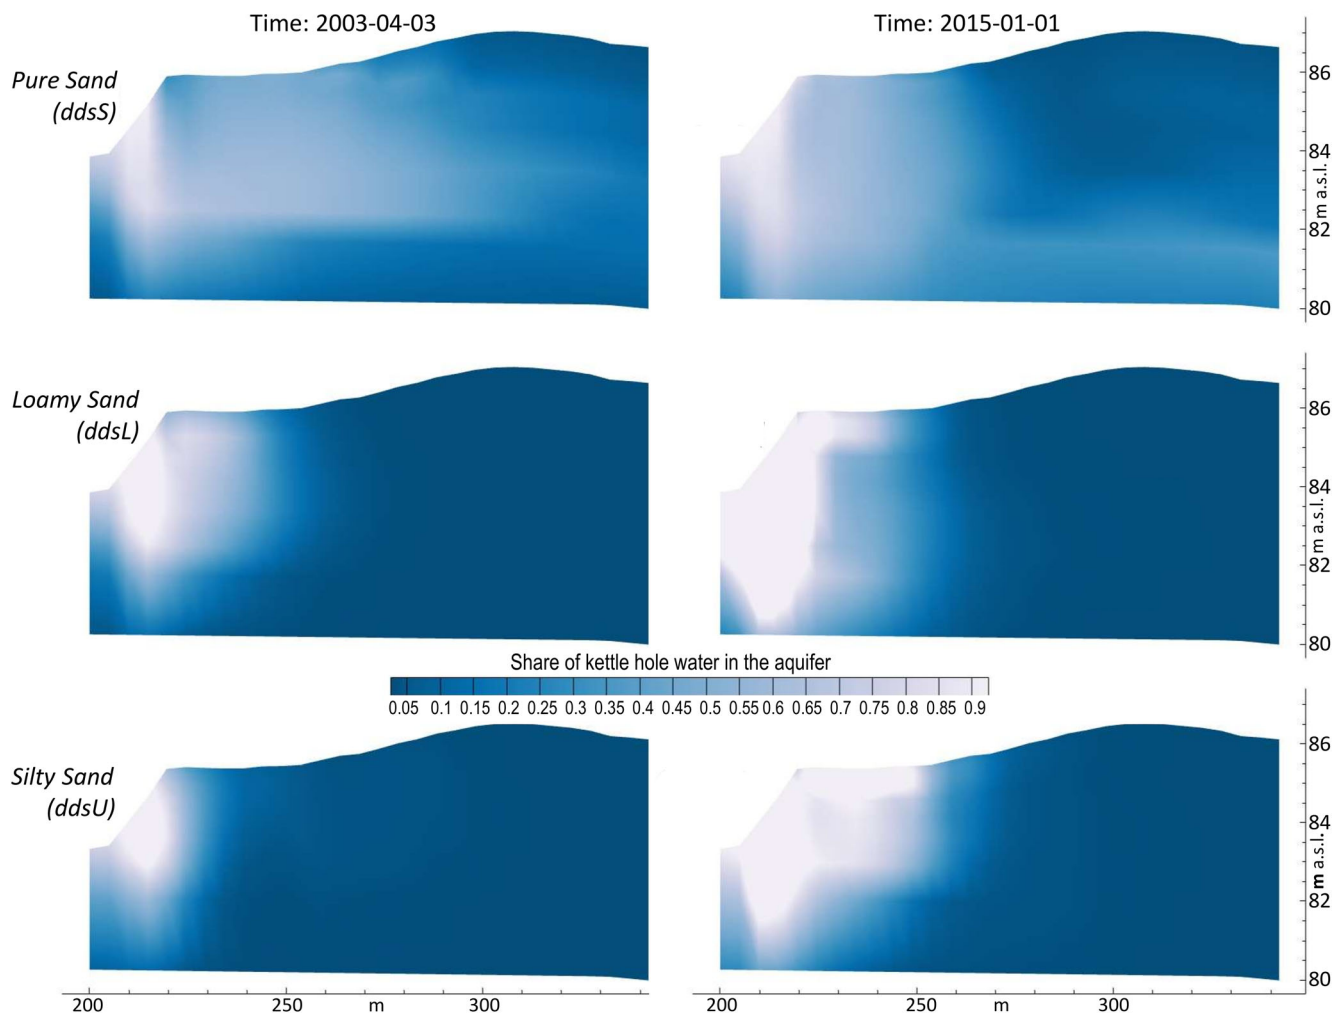 Time: 2003-04-03
Time: 2015-01-01
Pure Sand
(ddsS)
86
84
82
80
m a.s.l.
Loamy Sand
(ddsL)
86
84
82
80
m a.s.l.
Share of kettle hole water in the aquifer
0.05 0.1 0.15 0.2 0.25 0.3 0.35 0.4 0.45 0.5 0.55 0.6 0.65 0.7 0.75 0.8 0.85 0.9
Silty Sand
(ddsU)
86
84
82
80
m a.s.l.
200 250 m 300
200 250 m 300